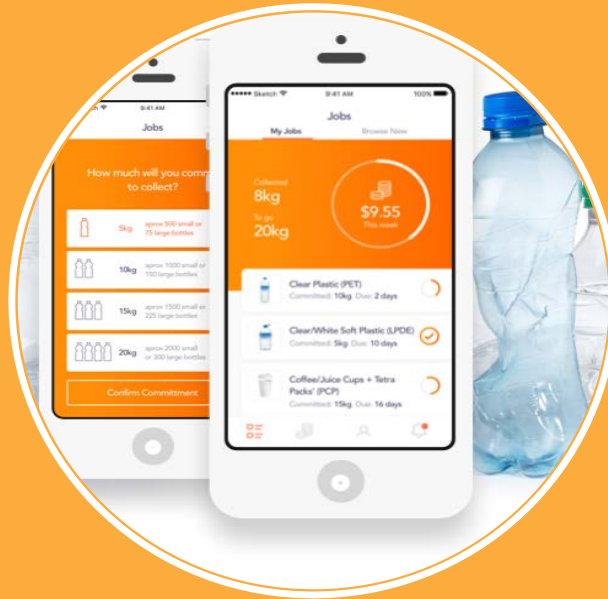 9:41 AM
Jobs
How much will you com
to collect?
5kg
aprox 500 small or
75 large bottles
10kg
aprox 1000 small or
150 large bottles
15kg
aprox 1500 small or
225 large bottles
20kg
aprox 2000 small
or 300 large bottles
Confirm Committment
Sketch
9:41 AM
100%
Jobs
My Jobs
Browse New
Collected
8kg
To go
20kg
$9.55
This week
Clear Plastic (PET)
Committed: 10kg Due: 2 days
Clear/White Soft Plastic (LPDE)
Committed: 5kg Due: 10 days
Coffee/Juice Cups + Tetra
Packs' (PCP)
Committed: 15kg Due: 16 days